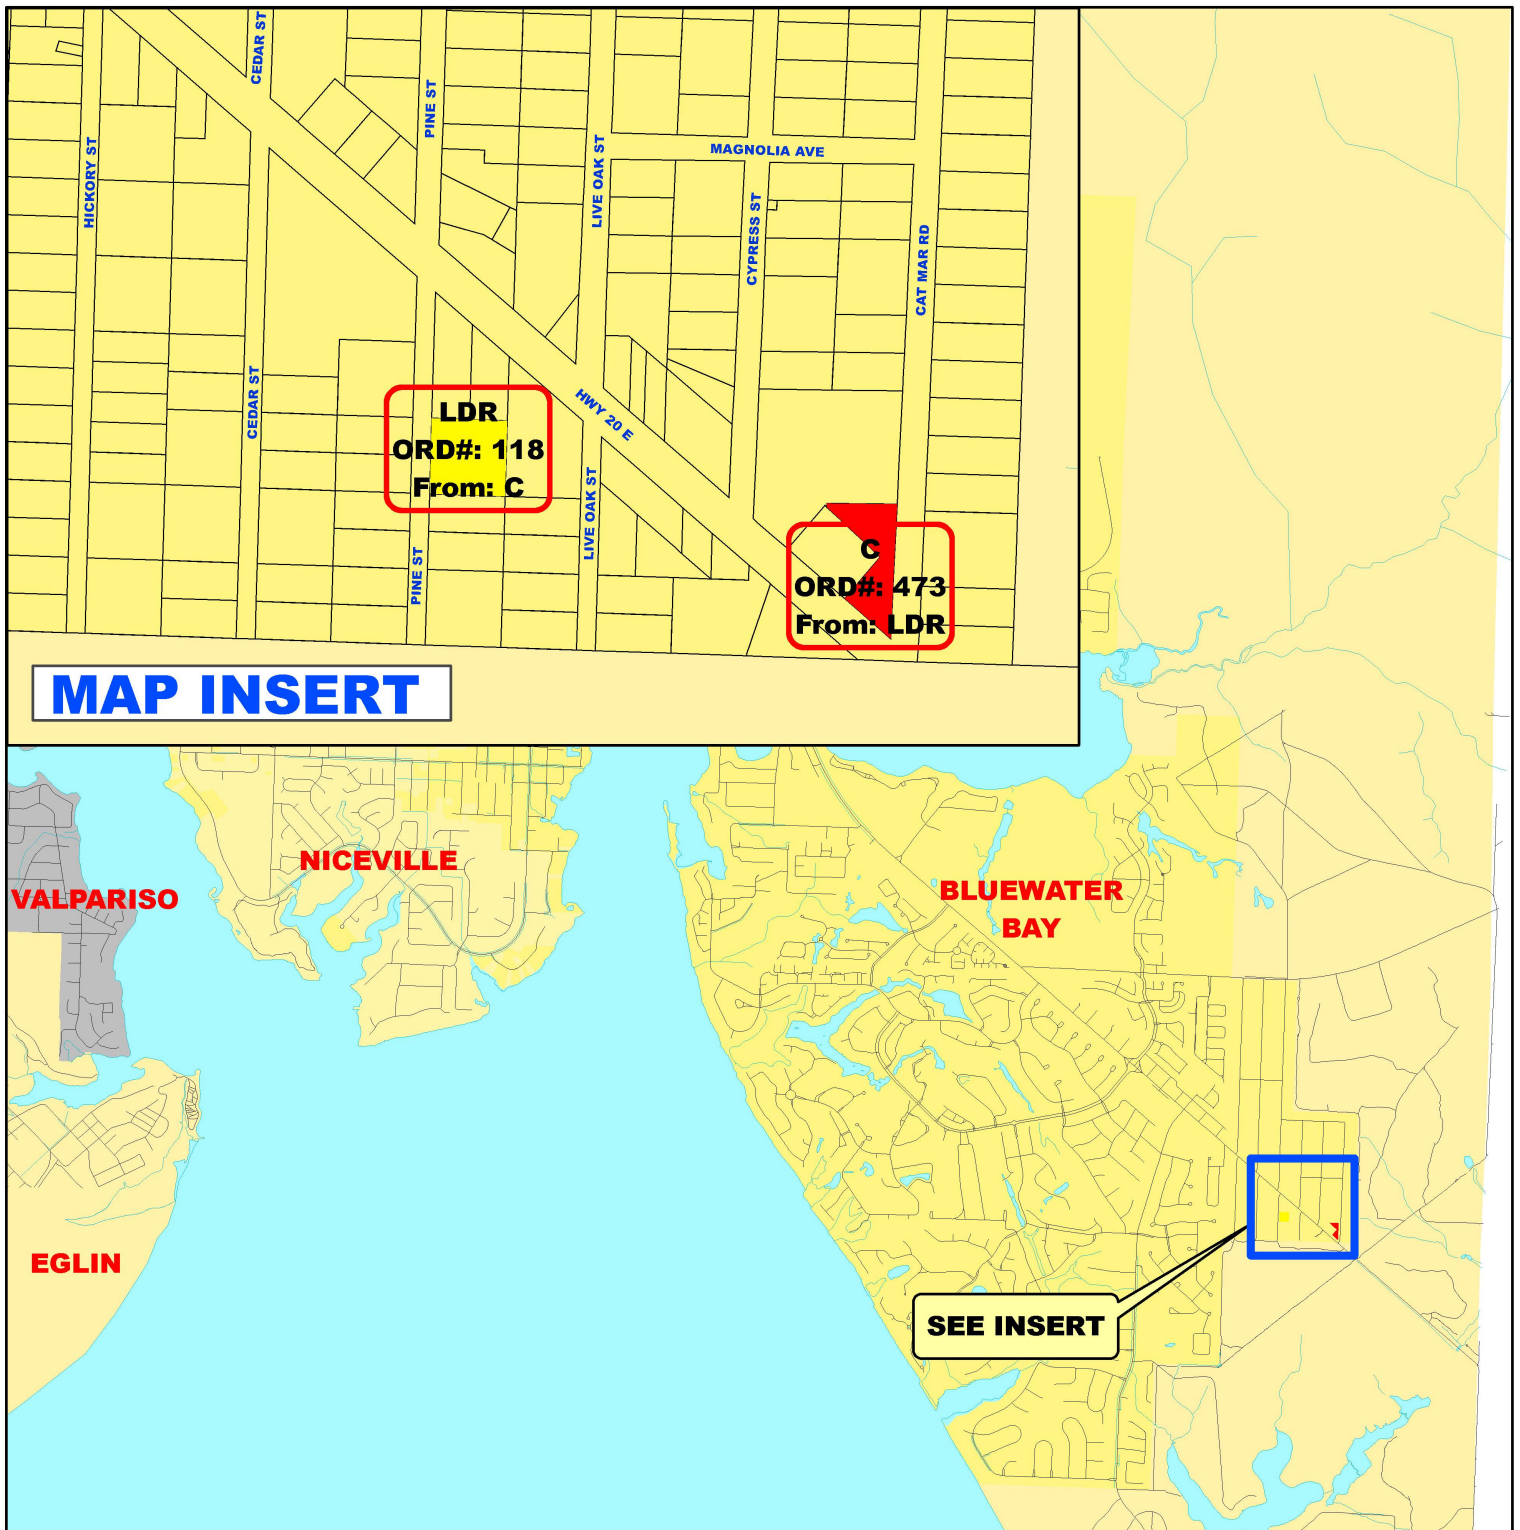 CEDAR ST
PINE ST
HICKORY ST
LIVE OAK ST
MAGNOLIA AVE
CYPRESS ST
CAT MAR RD
CEDAR ST
HWY 20 E
LDR
ORD#: 118
From: C
LIVE OAK ST
PINE ST
C
ORD#: 473
From: LDR
MAP INSERT
NICEVILLE
VALPARISO
BLUEWATER
BAY
EGLIN
SEE INSERT